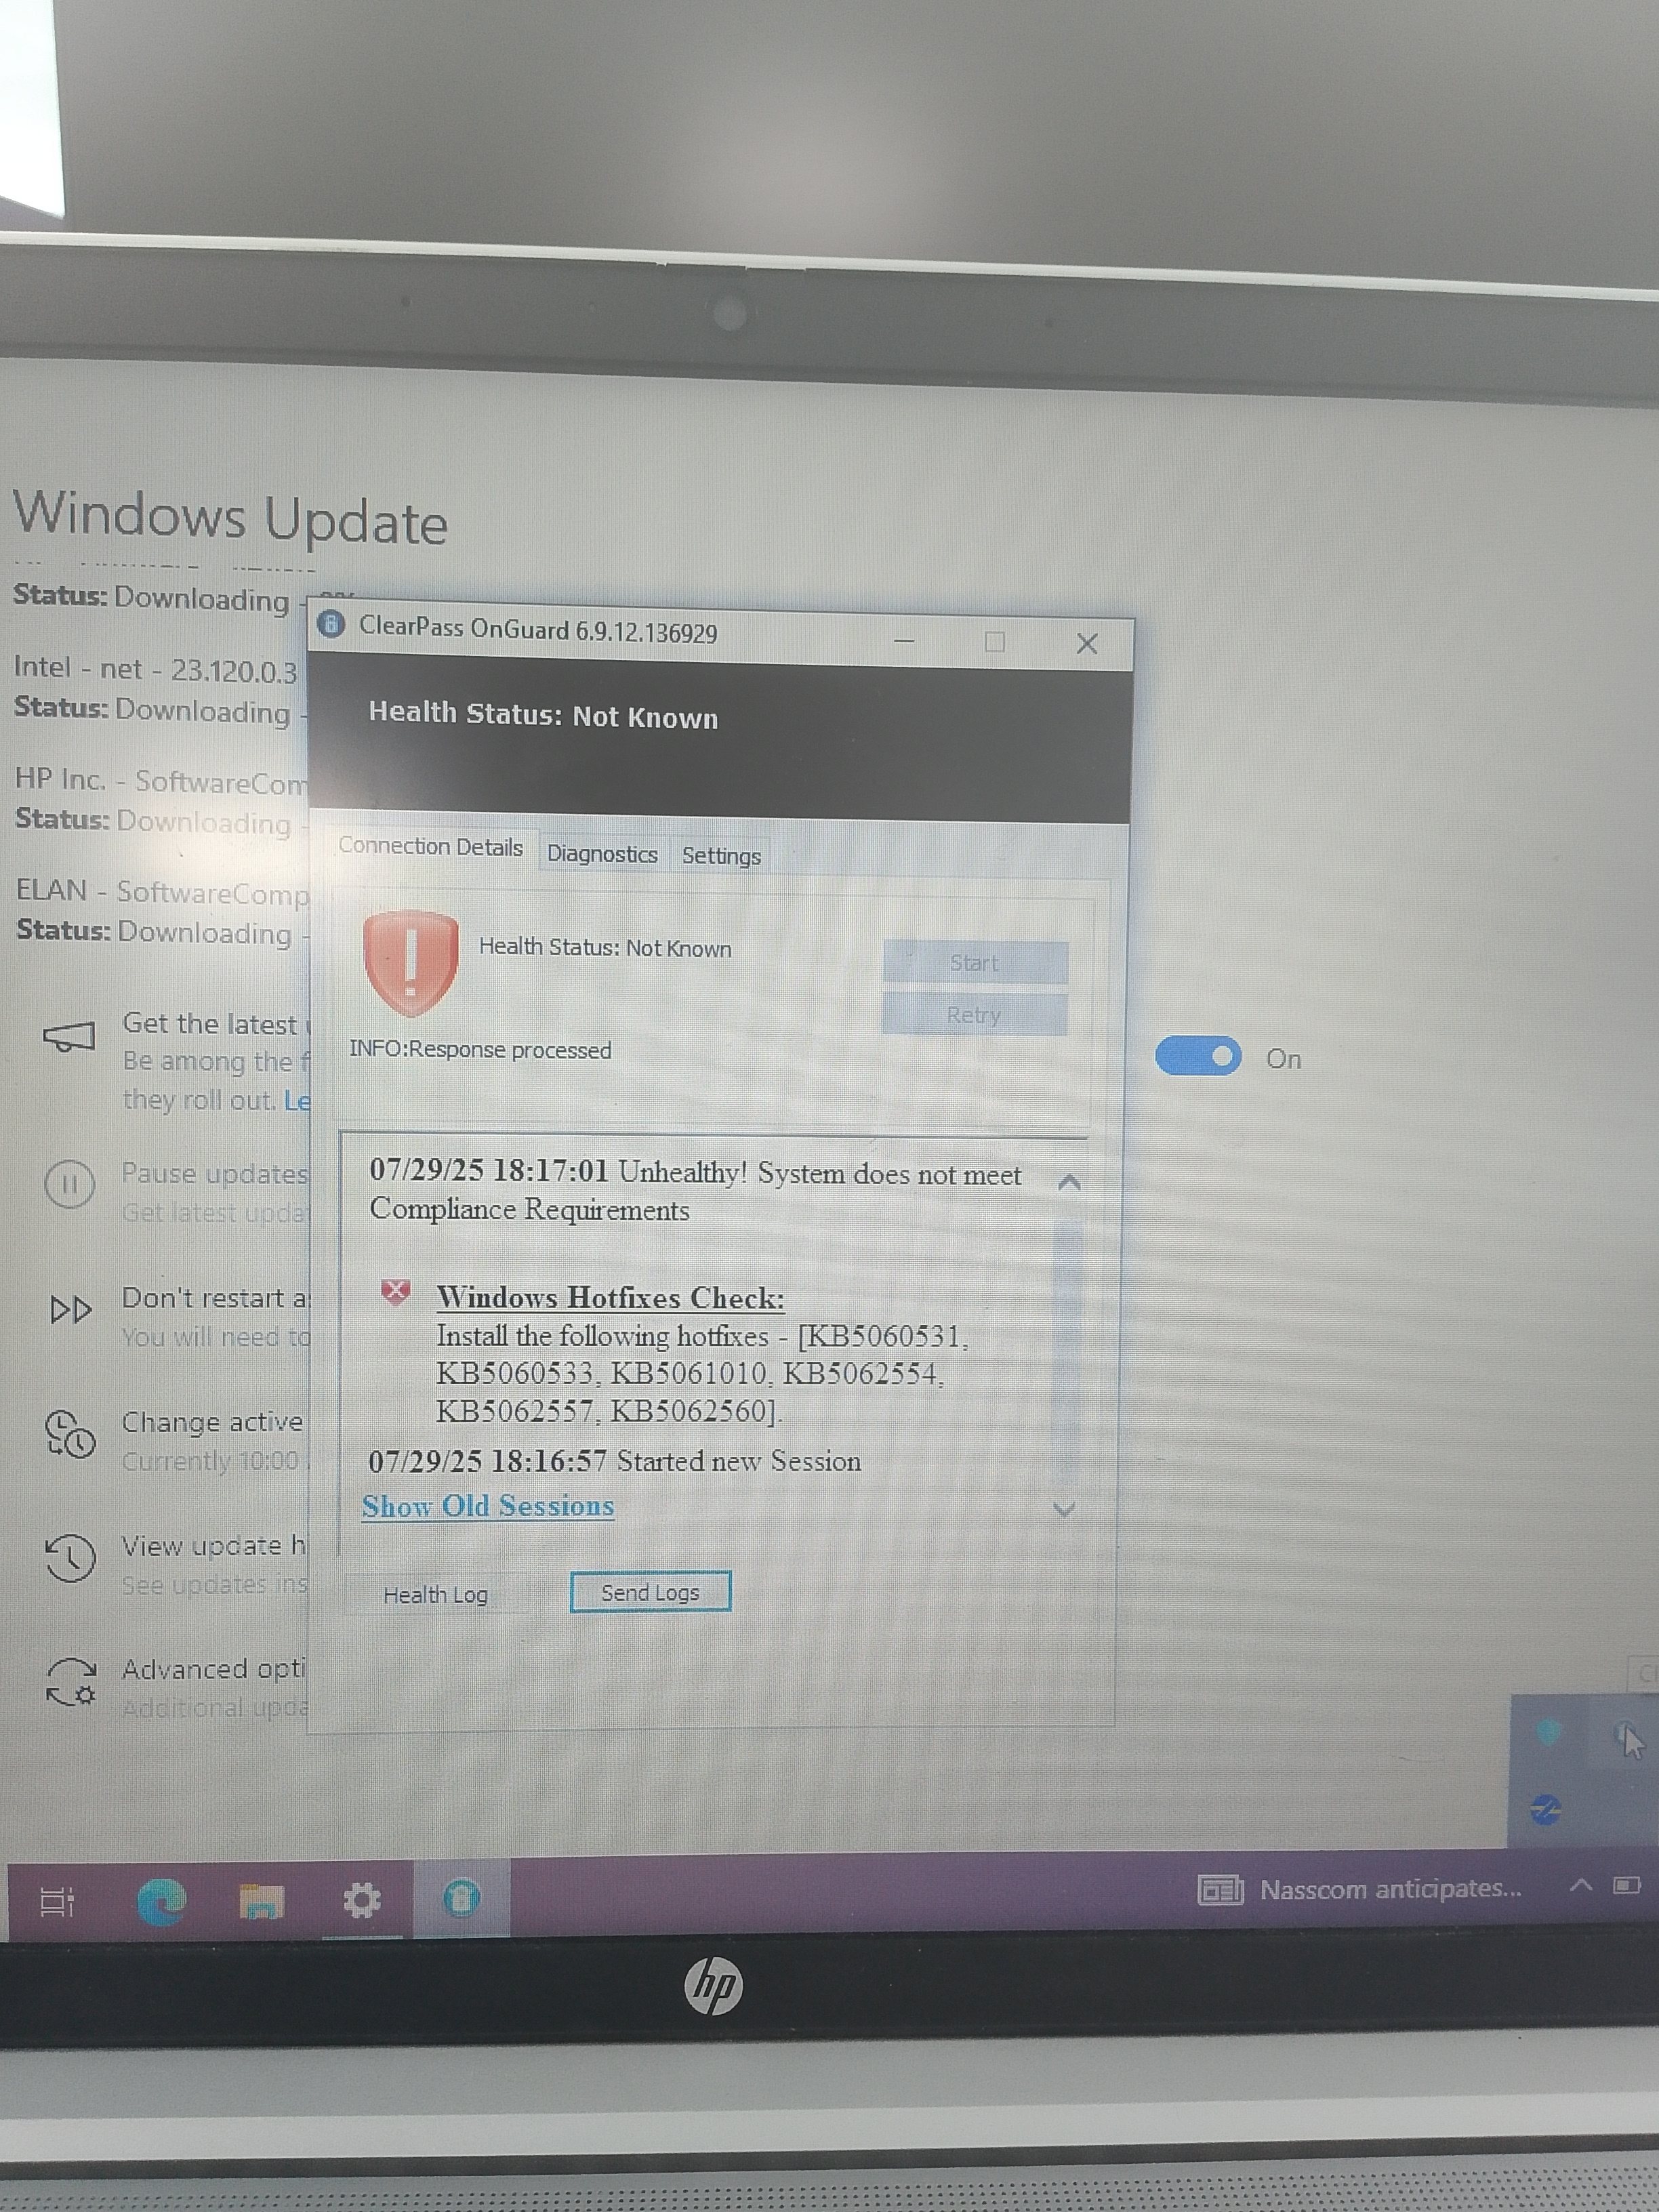 Windows Update
Status: Downloading -
ClearPass OnGuard 6.9.12.136929
Intel - net - 23.120.0.3
Status: Downloading -
Health Status: Not Known
HP Inc. - SoftwareCom
Status: Downloading -
Connection Details
Diagnostics
Settings
ELAN - SoftwareComp
Status: Downloading -
Health Status: Not Known
Start
Retry
INFO:Response processed
Get the latest
Be among the f
they roll out. Le
On
07/29/25 18:17:01 Unhealthy! System does not meet
Compliance Requirements
Pause updates
Get latest updat
Windows Hotfixes Check:
Install the following hotfixes - [KB5060531,
KB5060533, KB5061010, KB5062554,
KB5062557, KB5062560].
Don't restart a
You will need to
Change active
Currently 10:00
07/29/25 18:16:57 Started new Session
Show Old Sessions
View update h
See updates ins
Health Log
Send Logs
Advanced opti
Additional upda
Nasscom anticipates...
hp